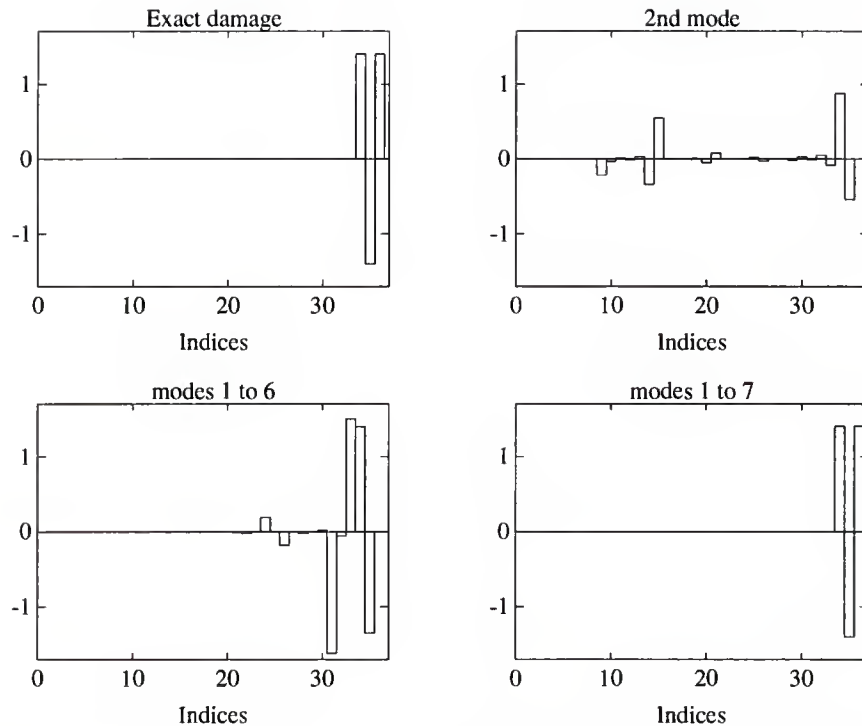 Exact damage
1
0
-1
0 10 20 30
Indices
2nd mode
1
0
-1
0 10 20 30
Indices
modes 1 to 6
1
0
-1
0 10 20 30
Indices
modes 1 to 7
1
0
-1
0 10 20 30
Indices